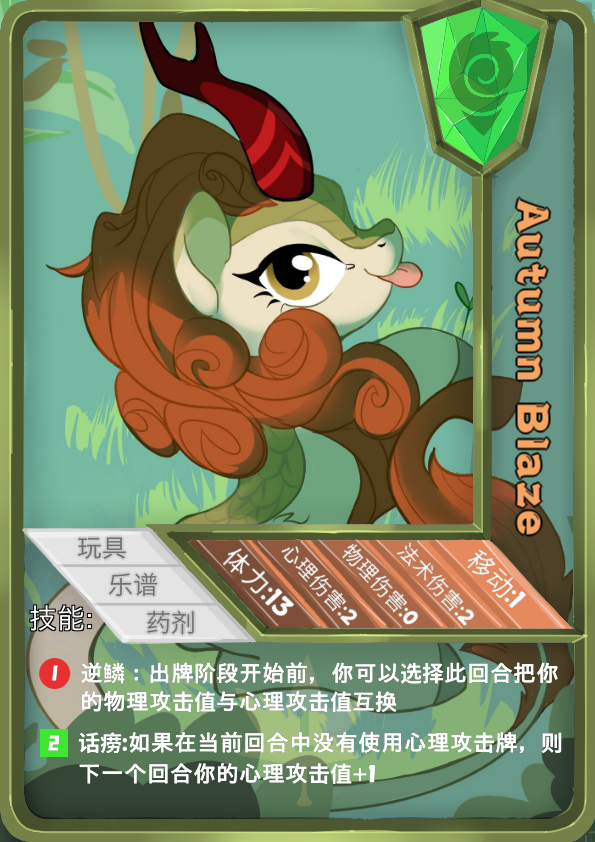 Autumn Blaze
玩具
乐谱
药剂
体力:13
心理伤害:2
物理伤害:0
法术伤害:2
移动:1
技能:
1 逆鳞：出牌阶段开始前，你可以选择此回合把你
的物理攻击值与心理攻击值互换
2 话痨:如果在当前回合中没有使用心理攻击牌，则
下一个回合你的心理攻击值+1